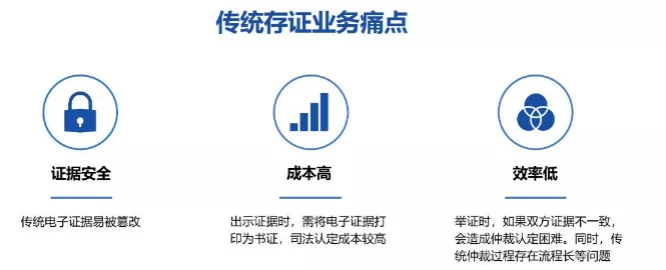 传统存证业务痛点
证据安全
传统电子证据易被篡改
成本高
出示证据时，需将电子证据打
印为书证，司法认定成本较高
效率低
举证时，如果双方证据不一致，
会造成仲裁认定困难。同时，传
统仲裁过程存在流程长等问题